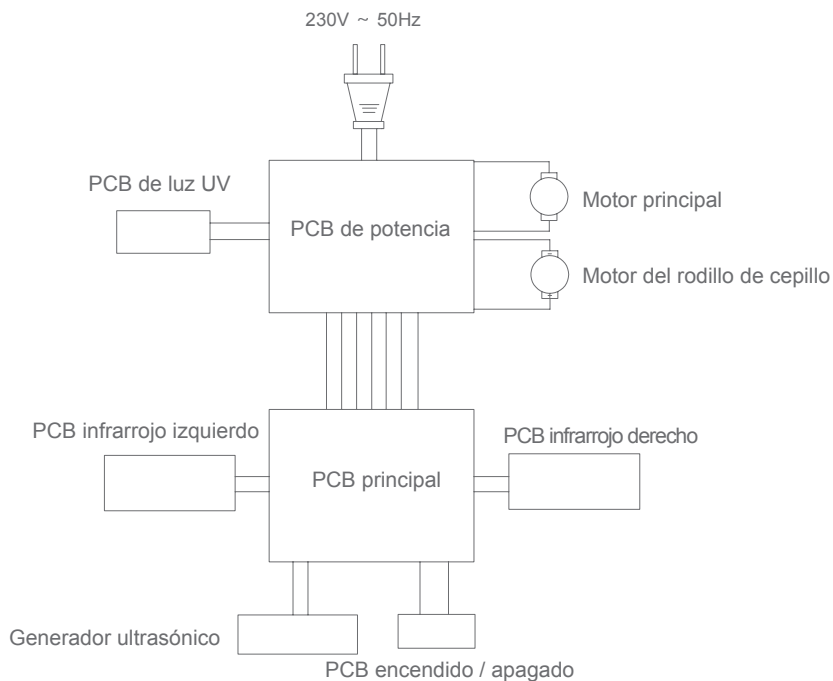 230V ~ 50Hz
PCB de luz UV
PCB de potencia
Motor principal
Motor del rodillo de cepillo
PCB infrarrojo izquierdo
PCB infrarrojo derecho
PCB principal
Generador ultrasónico
PCB encendido / apagado